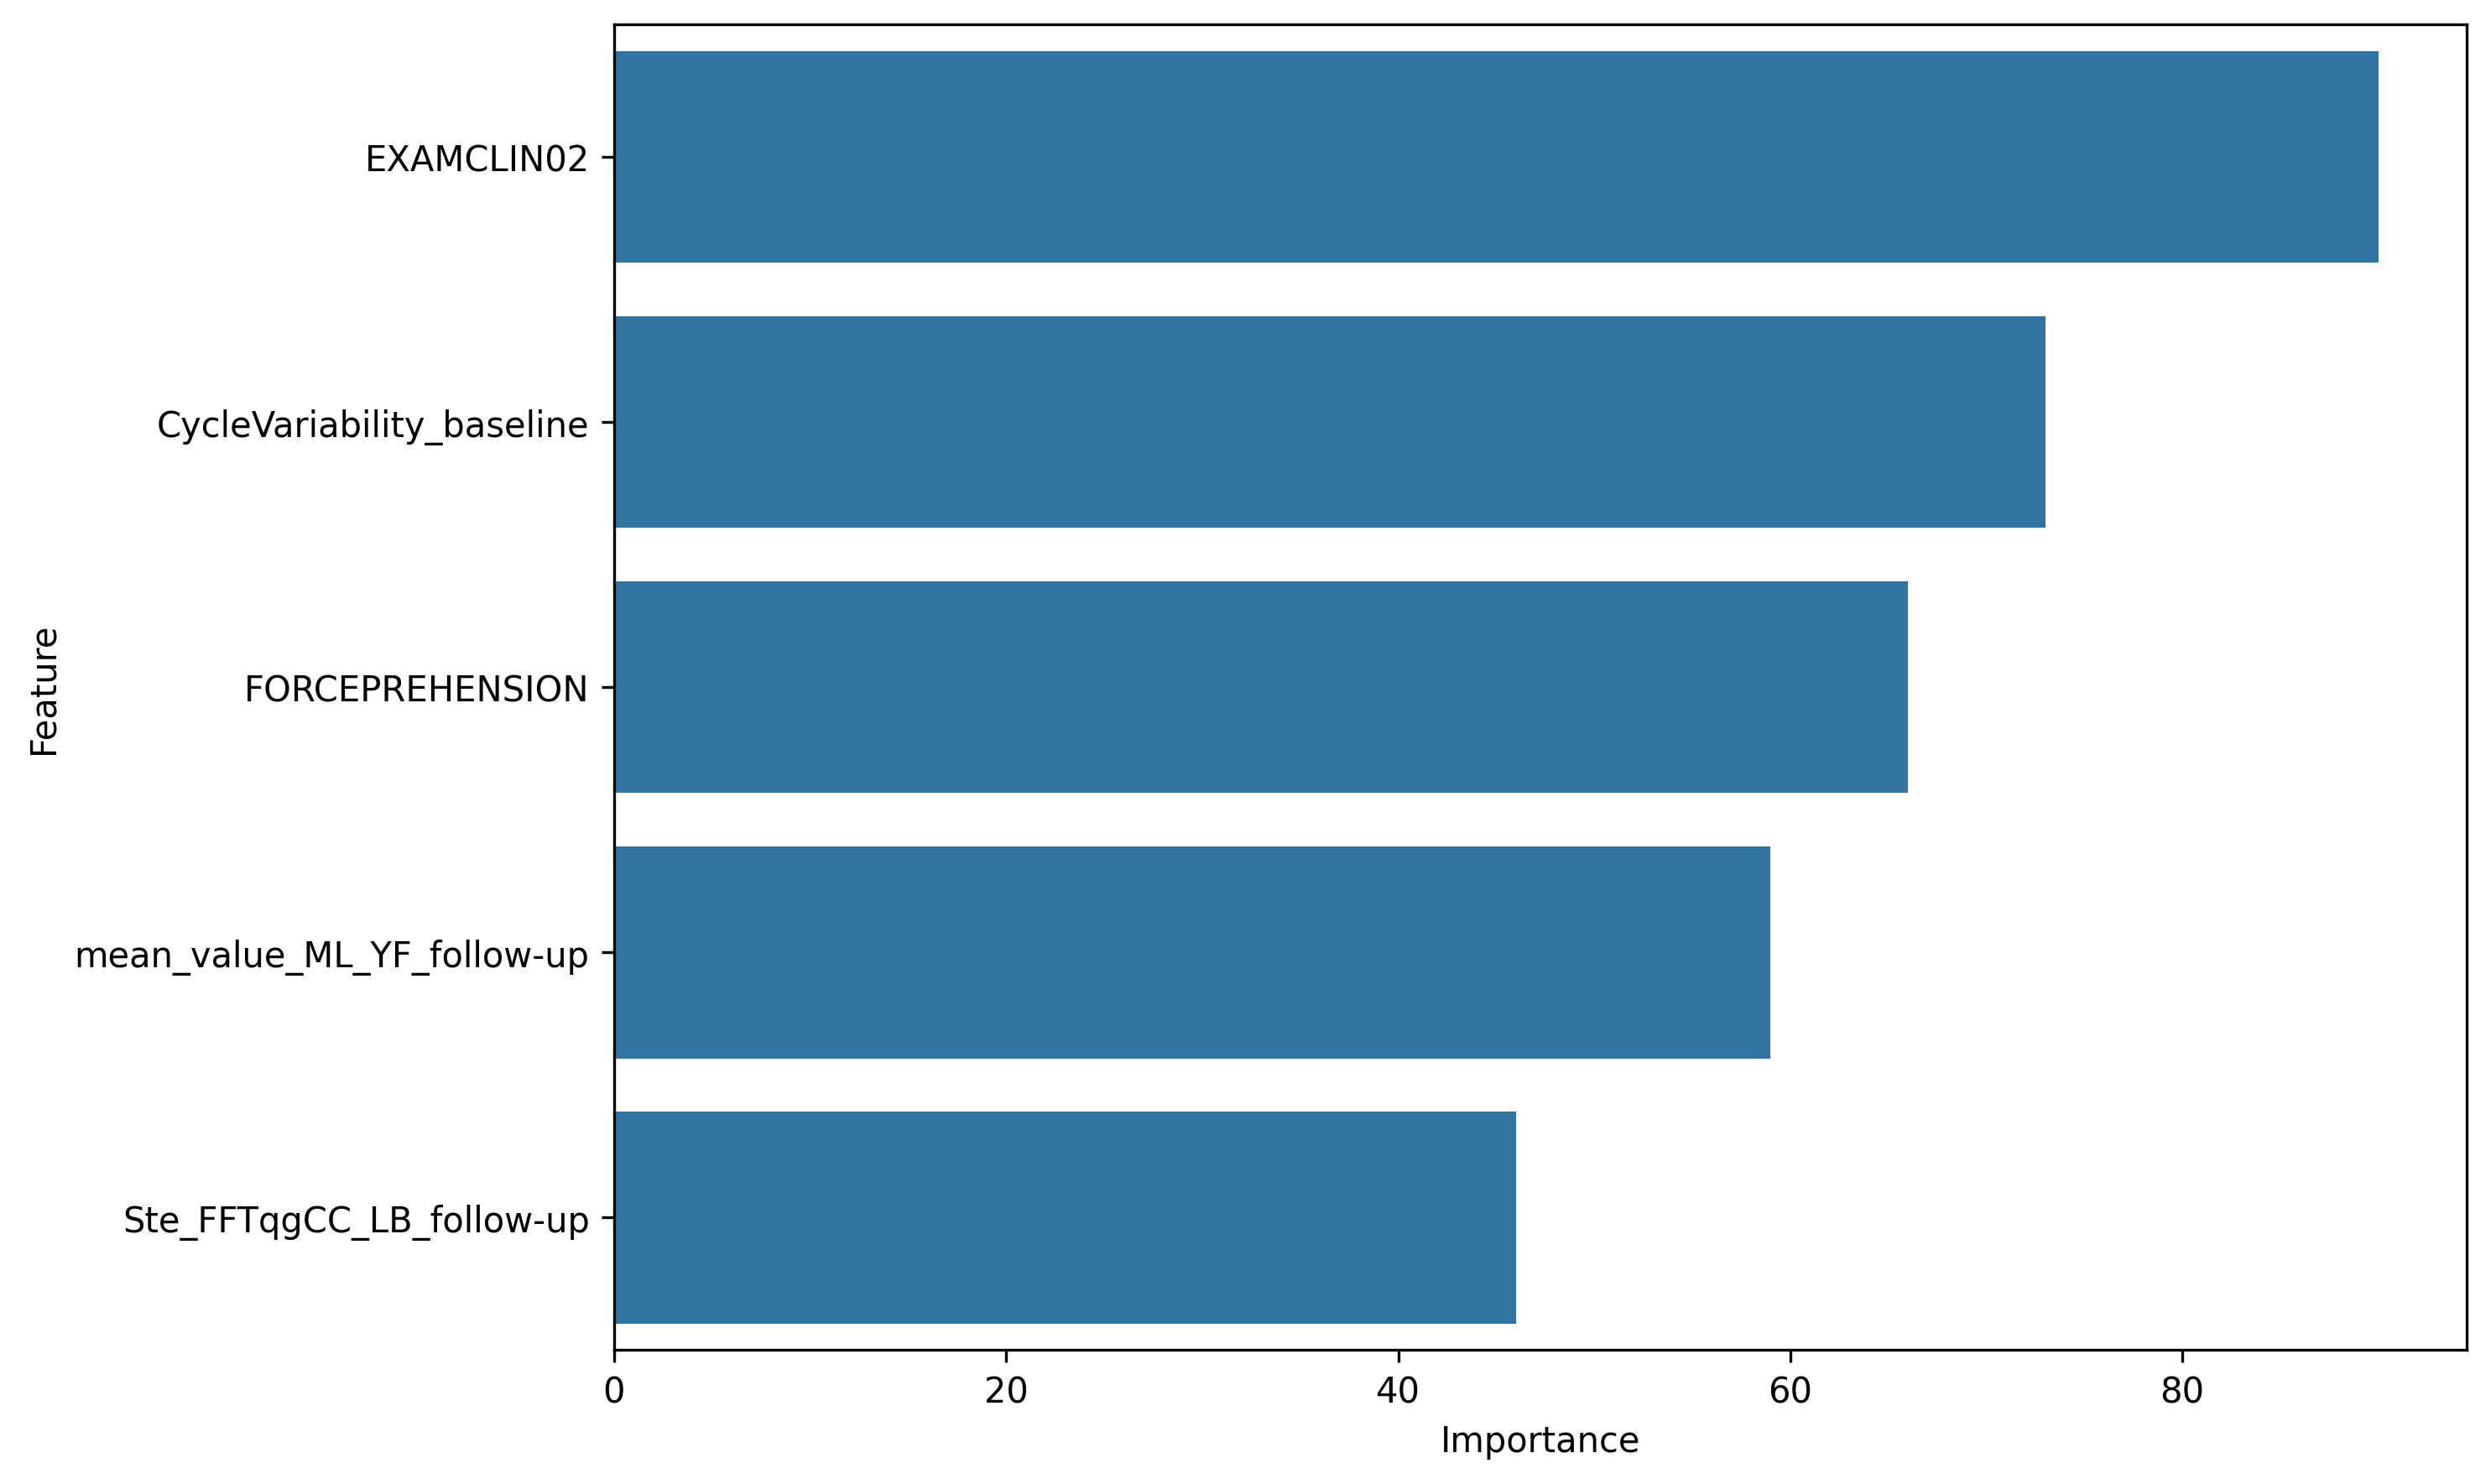 Feature
EXAMCLIN02
CycleVariability_baseline
FORCEPREHENSION
mean_value_ML_YF_follow-up
Ste_FFTqgCC_LB_follow-up
0 20 40 60 80
Importance